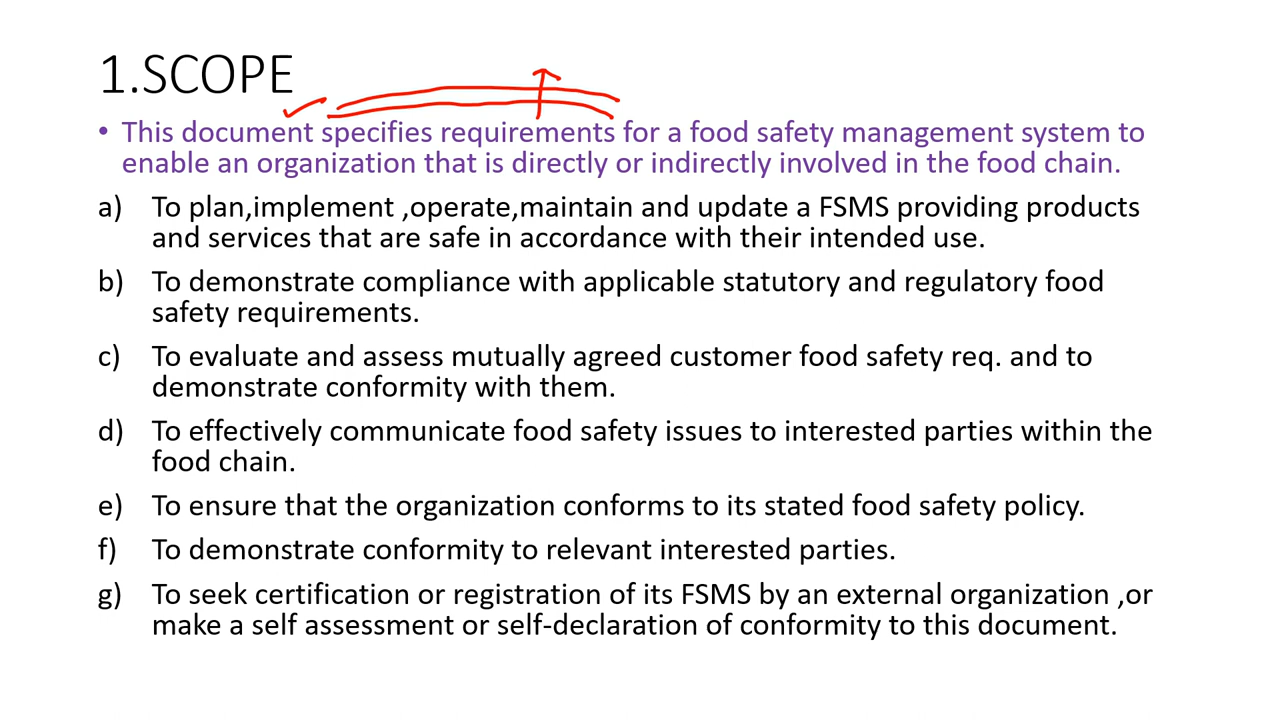 1.SCOPE
• This document specifies requirements for a food safety management system to
enable an organization that is directly or indirectly involved in the food chain.
a) To plan,implement ,operate,maintain and update a FSMS providing products
and services that are safe in accordance with their intended use.
b) To demonstrate compliance with applicable statutory and regulatory food
safety requirements.
c) To evaluate and assess mutually agreed customer food safety req. and to
demonstrate conformity with them.
d) To effectively communicate food safety issues to interested parties within the
food chain.
e) To ensure that the organization conforms to its stated food safety policy.
f) To demonstrate conformity to relevant interested parties.
g) To seek certification or registration of its FSMS by an external organization ,or
make a self assessment or self-declaration of conformity to this document.